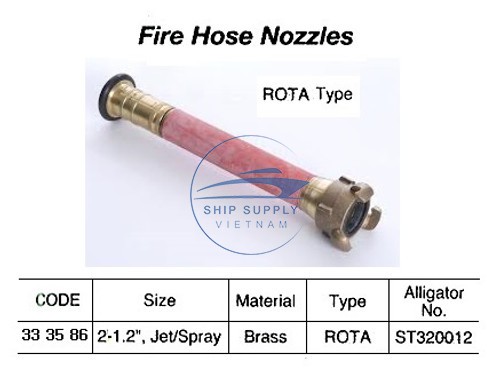 Fire Hose Nozzles
ROTA Type
SHIP SUPPLY
VIETNAM
CODE Size Material Type Alligator No.
33 35 86 2-1.2", Jet/Spray Brass ROTA ST320012